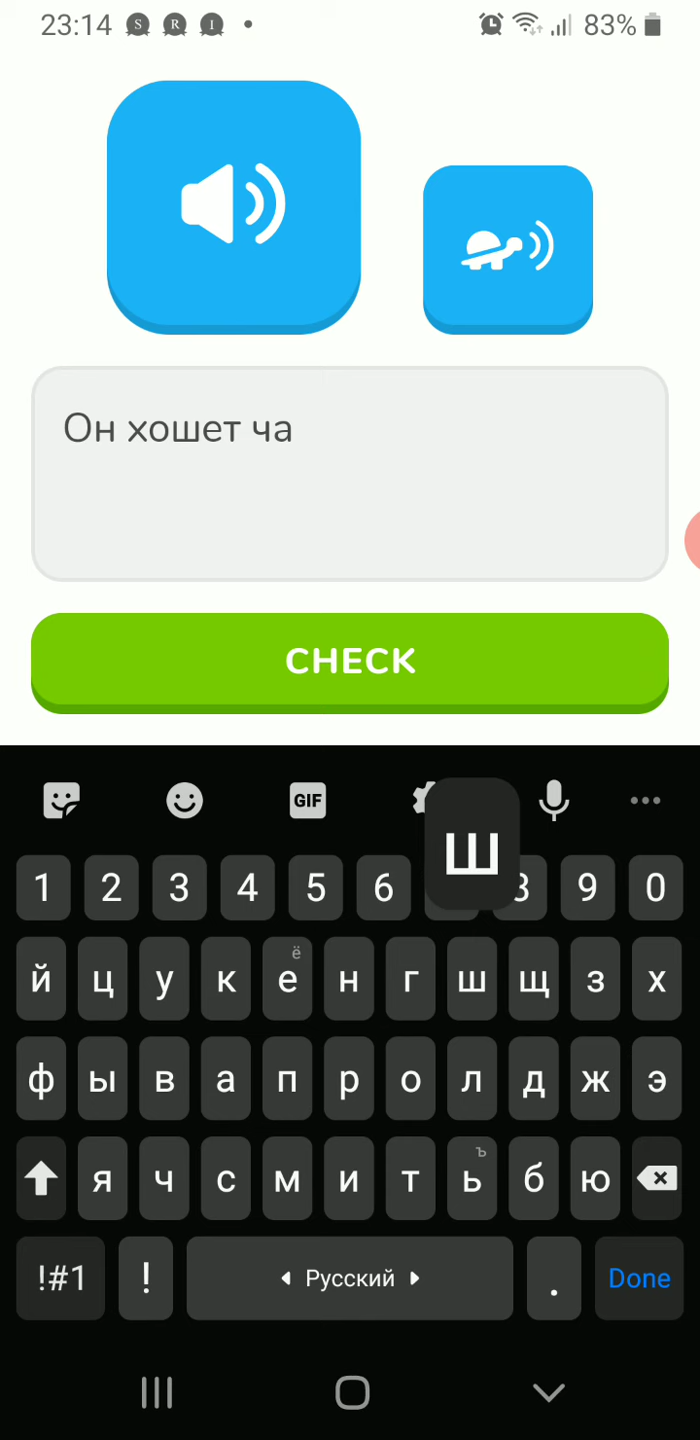 23:14 S R I • 83%
Он хошет ча
CHECK
GIF ш
1 2 3 4 5 6 8 9 0
ё
й ц у к е н г ш щ з х
ф ы в а п р о л д ж э
ъ
я ч с м и т ь б ю
!#1 ! Русский . Done